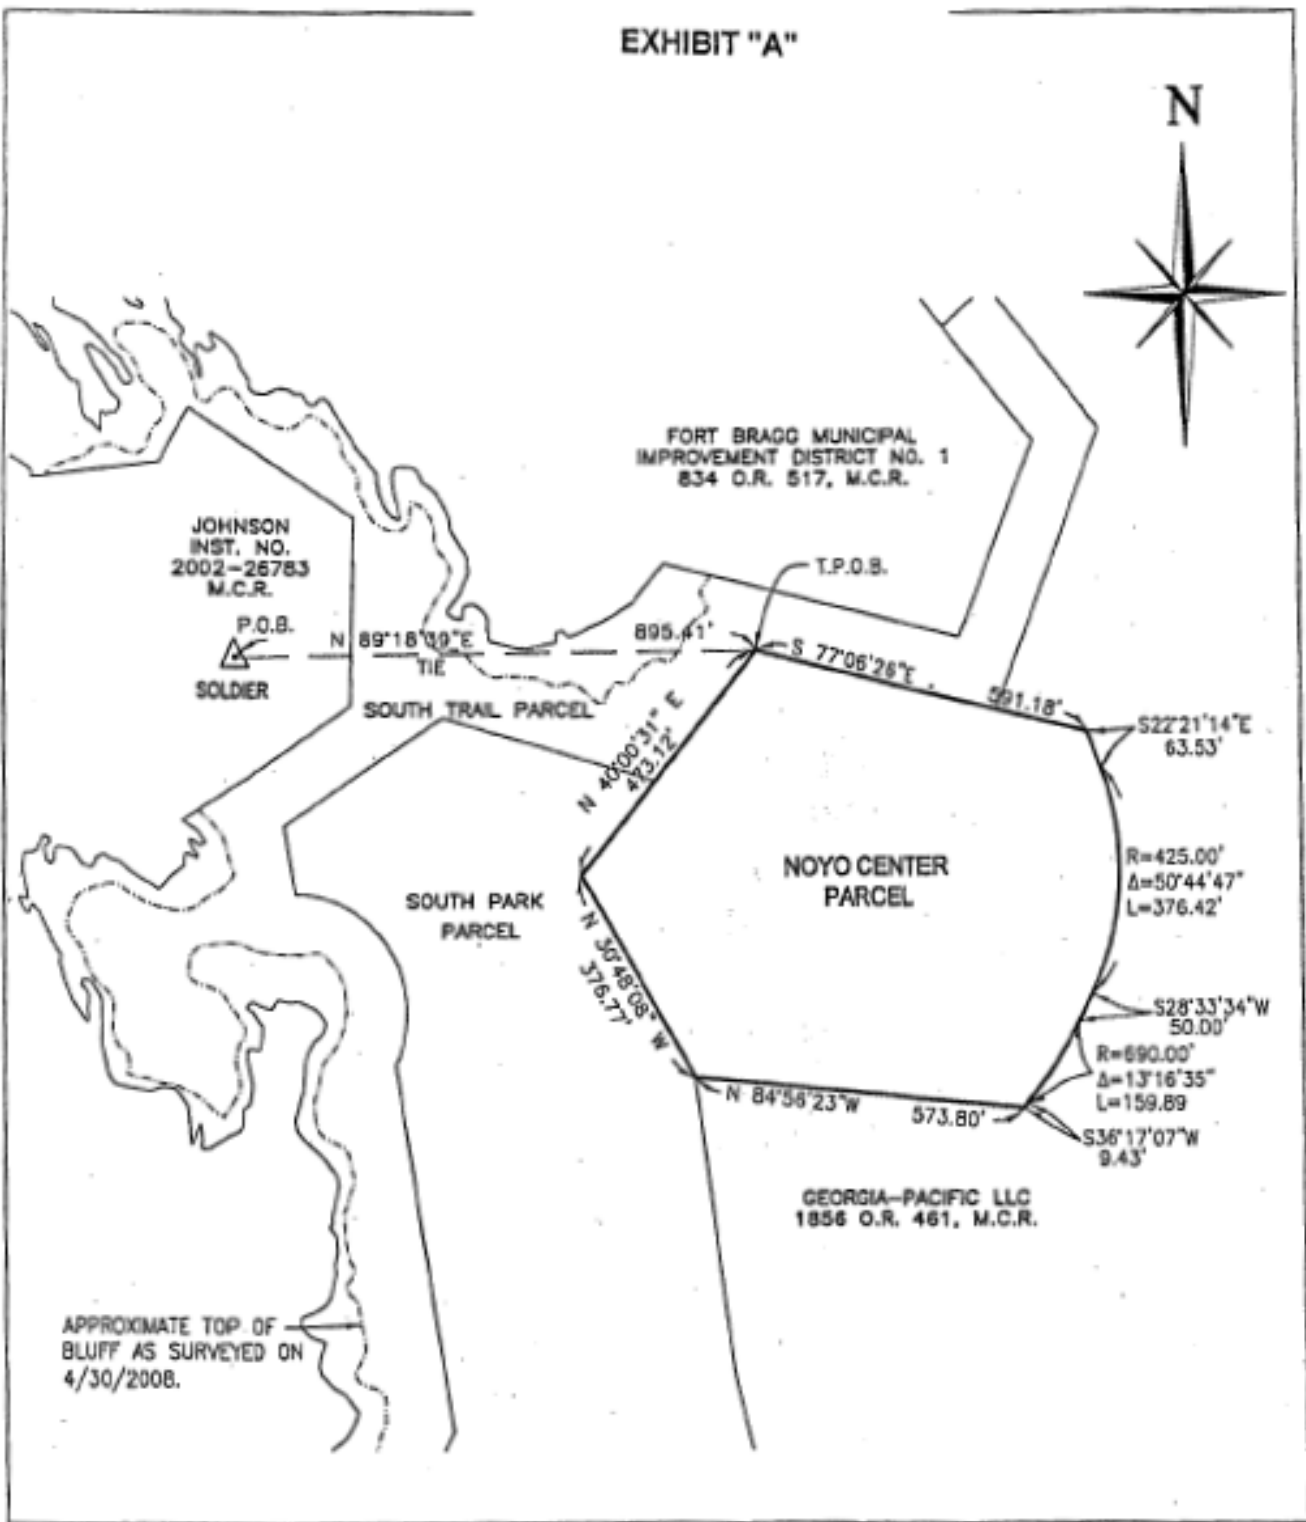 EXHIBIT "A"
N
FORT BRAGG MUNICIPAL
IMPROVEMENT DISTRICT NO. 1
834 O.R. 517, M.C.R.
JOHNSON
INST. NO.
2002-26783
M.C.R.
T.P.O.B.
P.O.B.
N 89°18'39"E
895.41'
TIE
SOLDIER
SOUTH TRAIL PARCEL
S 77°06'26"E
591.18'
S22°21'14"E
63.53'
N 40°00'31" E
473.12'
NOYO CENTER
PARCEL
R=425.00'
Δ=50°44'47"
L=376.42'
SOUTH PARK
PARCEL
N 30°48'08" W
376.77'
S28°33'34"W
50.00'
R=690.00'
Δ=13°16'35"
L=159.89
N 84°56'23"W
573.80'
S36°17'07"W
9.43'
GEORGIA-PACIFIC LLC
1856 O.R. 461, M.C.R.
APPROXIMATE TOP OF
BLUFF AS SURVEYED ON
4/30/2008.